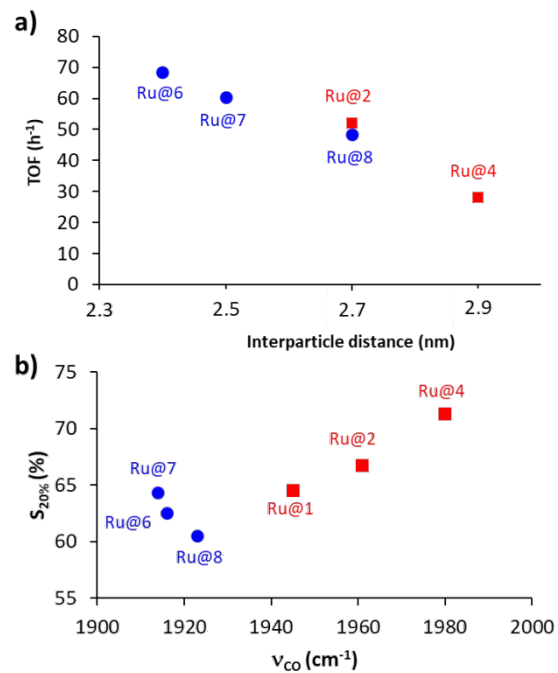 a)
80
70
60
50
40
30
20
10
0
TOF (h⁻¹)
Ru@6
Ru@7
Ru@2
Ru@8
Ru@4
2.3 2.5 2.7 2.9
Interparticle distance (nm)
b)
75
70
65
60
55
S20% (%)
Ru@4
Ru@2
Ru@7
Ru@1
Ru@6
Ru@8
1900 1920 1940 1960 1980 2000
νCO (cm⁻¹)